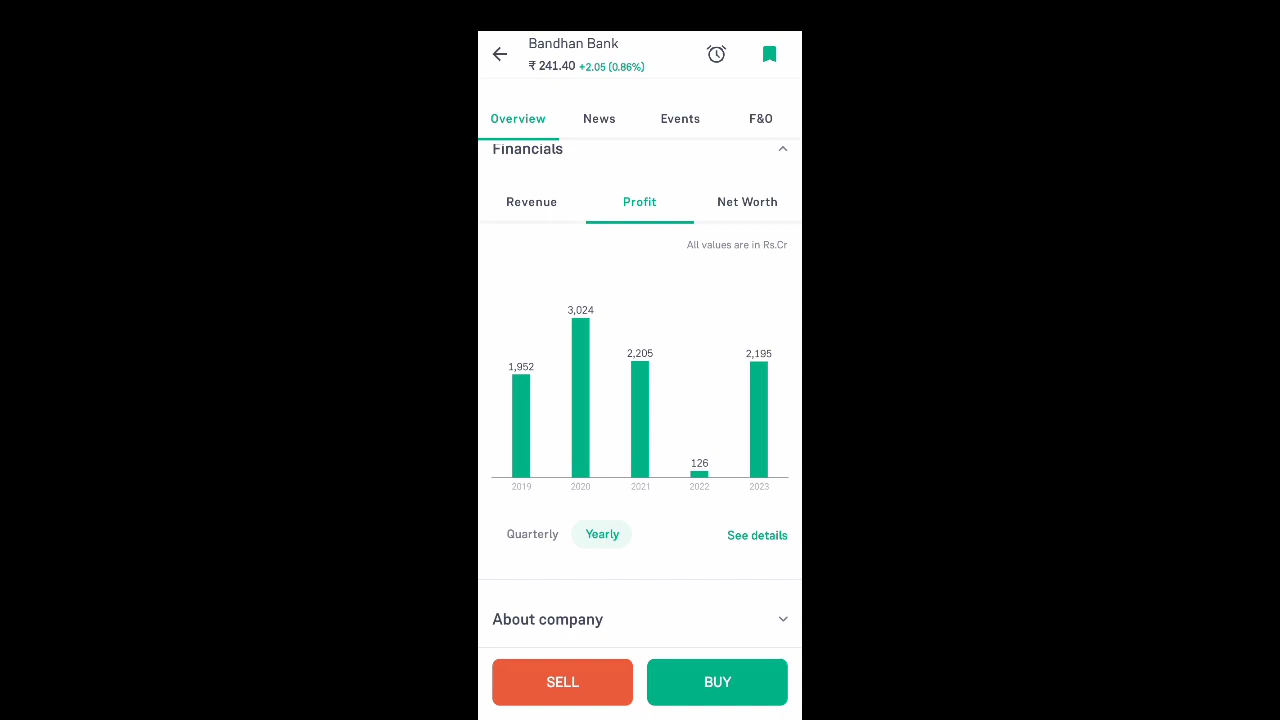 Bandhan Bank
₹ 241.40 +2.05 (0.86%)
Overview News Events F&O
Financials
Revenue Profit Net Worth
All values are in Rs.Cr
3,024
2,205 2,195
1,952
126
2019 2020 2021 2022 2023
Quarterly Yearly See details
About company
SELL BUY